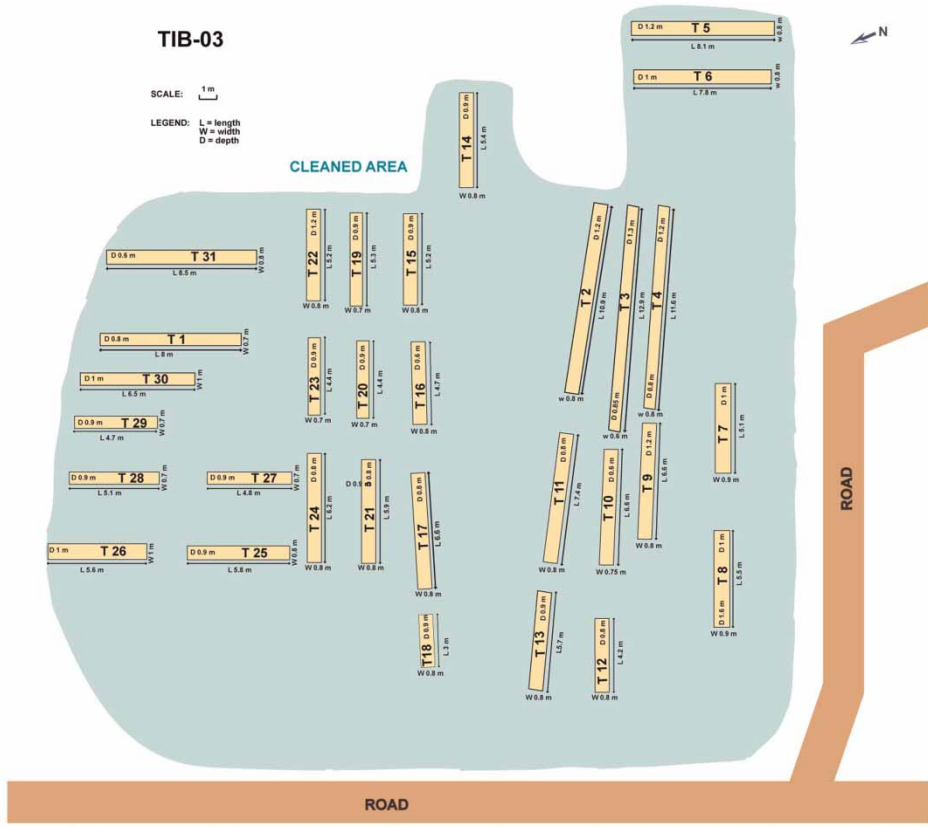 TIB-03
SCALE: 1 m
LEGEND: L = length
W = width
D = depth
CLEANED AREA
N
D 1.2 m T 5
W 0.8 m
L 8.1 m
D 1 m T 6
W 0.8 m
L 7.8 m
T 14 D 0.9 m
L 5.4 m
W 0.8 m
D 0.6 m T 31
L 8.5 m
W 0.8 m
T 22 D 1.2 m
L 5.2 m
W 0.8 m
T 19 D 0.9 m
L 5.3 m
W 0.7 m
T 15 D 0.9 m
L 5.2 m
W 0.8 m
T 2 D 1.2 m
L 10.9 m
w 0.8 m
D 0.85 m T 3 D 1.3 m
L 12.9 m
w 0.6 m
D 0.8 m T 4 D 1.2 m
L 11.6 m
w 0.8 m
D 0.8 m T 1
L 8 m
W 0.7 m
D 1 m T 30
L 6.5 m
W 1 m
D 0.9 m T 29
L 4.7 m
W 0.7 m
T 23 D 0.9 m
L 4.4 m
W 0.7 m
T 20 D 0.9 m
L 4.4 m
W 0.7 m
T 16 D 0.6 m
L 4.7 m
W 0.8 m
T 7 D 1 m
L 5.1 m
W 0.9 m
D 0.9 m T 28
L 5.1 m
W 0.7 m
D 0.9 m T 27
L 4.8 m
W 0.7 m
T 24 D 0.8 m
L 6.2 m
W 0.8 m
T 21 0.8 m
D 0.9
L 5.9 m
W 0.8 m
T 17 D 0.8 m
L 6.6 m
W 0.8 m
T 11 D 0.8 m
L 7.4 m
W 0.8 m
T 10 D 0.6 m
L 6.6 m
W 0.75 m
T 9 D 1.2 m
L 6.6 m
W 0.8 m
D 1 m T 26
L 5.6 m
W 1 m
D 0.9 m T 25
L 5.8 m
W 0.8 m
D 1.6 m T 8 D 1 m
L 5.5 m
W 0.9 m
T18 D 0.9 m
L 3 m
W 0.8 m
T 13 D 0.9 m
L5.7 m
W 0.8 m
T 12 D 0.8 m
L 4.2 m
W 0.8 m
ROAD
ROAD